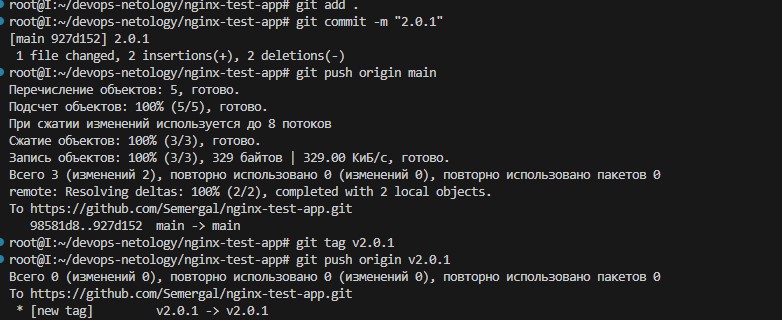 root@I:~/devops-netology/nginx-test-app# git add .
root@I:~/devops-netology/nginx-test-app# git commit -m "2.0.1"
[main 927d152] 2.0.1
 1 file changed, 2 insertions(+), 2 deletions(-)
root@I:~/devops-netology/nginx-test-app# git push origin main
Перечисление объектов: 5, готово.
Подсчет объектов: 100% (5/5), готово.
При сжатии изменений используется до 8 потоков
Сжатие объектов: 100% (3/3), готово.
Запись объектов: 100% (3/3), 329 байтов | 329.00 КиБ/с, готово.
Всего 3 (изменений 2), повторно использовано 0 (изменений 0), повторно использовано пакетов 0
remote: Resolving deltas: 100% (2/2), completed with 2 local objects.
To https://github.com/Semergal/nginx-test-app.git
   98581d8..927d152  main -> main
root@I:~/devops-netology/nginx-test-app# git tag v2.0.1
root@I:~/devops-netology/nginx-test-app# git push origin v2.0.1
Всего 0 (изменений 0), повторно использовано 0 (изменений 0), повторно использовано пакетов 0
To https://github.com/Semergal/nginx-test-app.git
 * [new tag]         v2.0.1 -> v2.0.1